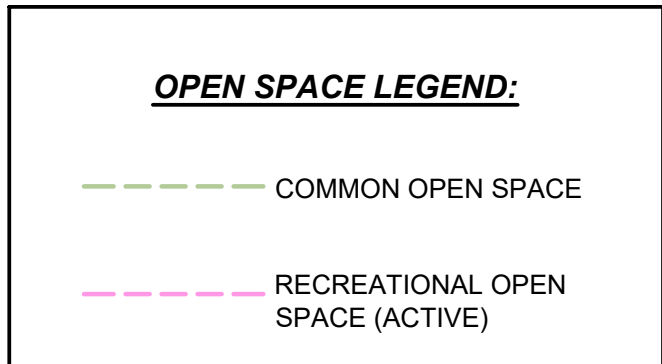 OPEN SPACE LEGEND:
COMMON OPEN SPACE
RECREATIONAL OPEN
SPACE (ACTIVE)